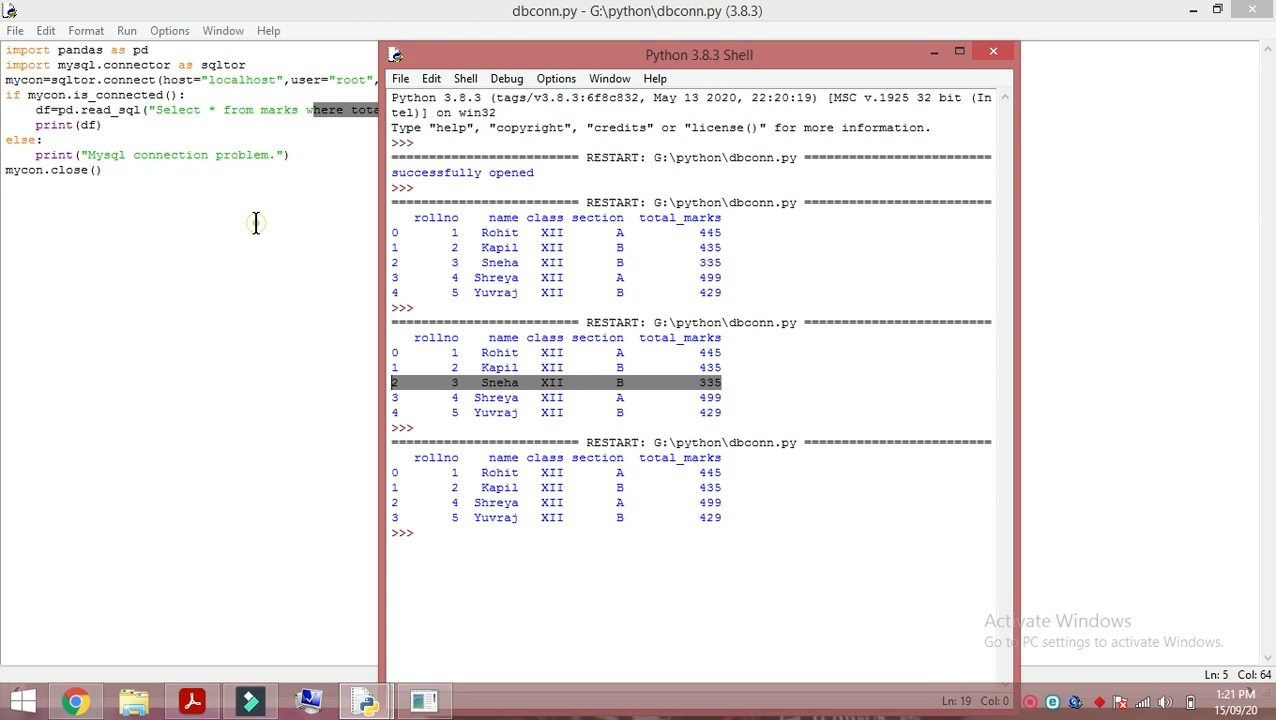 dbconn.py - G:\python\dbconn.py (3.8.3)
File Edit Format Run Options Window Help
import pandas as pd
import mysql.connector as sqltor
mycon=sqltor.connect(host="localhost",user="root",
if mycon.is_connected():
df=pd.read_sql("Select * from marks where tota
print(df)
else:
print("Mysql connection problem.")
mycon.close()
Python 3.8.3 Shell
File Edit Shell Debug Options Window Help
Python 3.8.3 (tags/v3.8.3:6f8c832, May 13 2020, 22:20:19) [MSC v.1925 32 bit (In
tel)] on win32
Type "help", "copyright", "credits" or "license()" for more information.
>>>
========================= RESTART: G:\python\dbconn.py =========================
successfully opened
>>>
========================= RESTART: G:\python\dbconn.py =========================
rollno name class section total_marks
0 1 Rohit XII A 445
1 2 Kapil XII B 435
2 3 Sneha XII B 335
3 4 Shreya XII A 499
4 5 Yuvraj XII B 429
>>>
========================= RESTART: G:\python\dbconn.py =========================
rollno name class section total_marks
0 1 Rohit XII A 445
1 2 Kapil XII B 435
2 3 Sneha XII B 335
3 4 Shreya XII A 499
4 5 Yuvraj XII B 429
>>>
========================= RESTART: G:\python\dbconn.py =========================
rollno name class section total_marks
0 1 Rohit XII A 445
1 2 Kapil XII B 435
2 4 Shreya XII A 499
3 5 Yuvraj XII B 429
>>>
Activate Windows
Go to PC settings to activate Windows.
Ln: 5 Col: 64
Ln: 19 Col: 0
1:21 PM
15/09/20